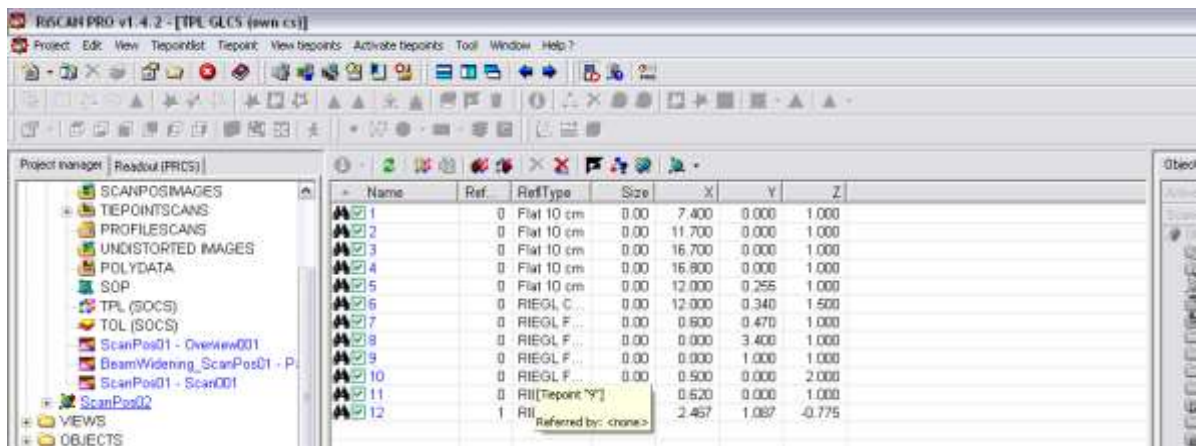 RiSCAN PRO v1.4.2 - [TPL GLCS (own cs)]
Project Edit View Tiepointlist Tiepoint View tiepoints Activate tiepoints Tool Window Help ?
Project manager Readout (PRCS) Object
SCANPOSIMAGES
TIEPOINTSCANS
PROFILESCANS
UNDISTORTED IMAGES
POLYDATA
SOP
TPL (SOCS)
TOL (SOCS)
ScanPos01 - Overview001
BeamWidening_ScanPos01 - P
ScanPos01 - Scan001
ScanPos02
VIEWS
OBJECTS
Name Ref... ReflType Size X Y Z
1 0 Flat 10 cm 0.00 7.400 0.000 1.000
2 0 Flat 10 cm 0.00 11.700 0.000 1.000
3 0 Flat 10 cm 0.00 16.700 0.000 1.000
4 0 Flat 10 cm 0.00 16.800 0.000 1.000
5 0 Flat 10 cm 0.00 12.000 0.255 1.000
6 0 RIEGL C... 0.00 12.000 0.340 1.500
7 0 RIEGL F... 0.00 0.600 0.470 1.000
8 0 RIEGL F... 0.00 0.000 3.400 1.000
9 0 RIEGL F... 0.00 0.000 1.000 1.000
10 0 RIEGL F... 0.00 0.500 0.000 2.000
11 0 RII 0.620 0.000 1.000
12 1 RII 2.467 1.087 -0.775
[Tiepoint "9"]
Referred by: <none>